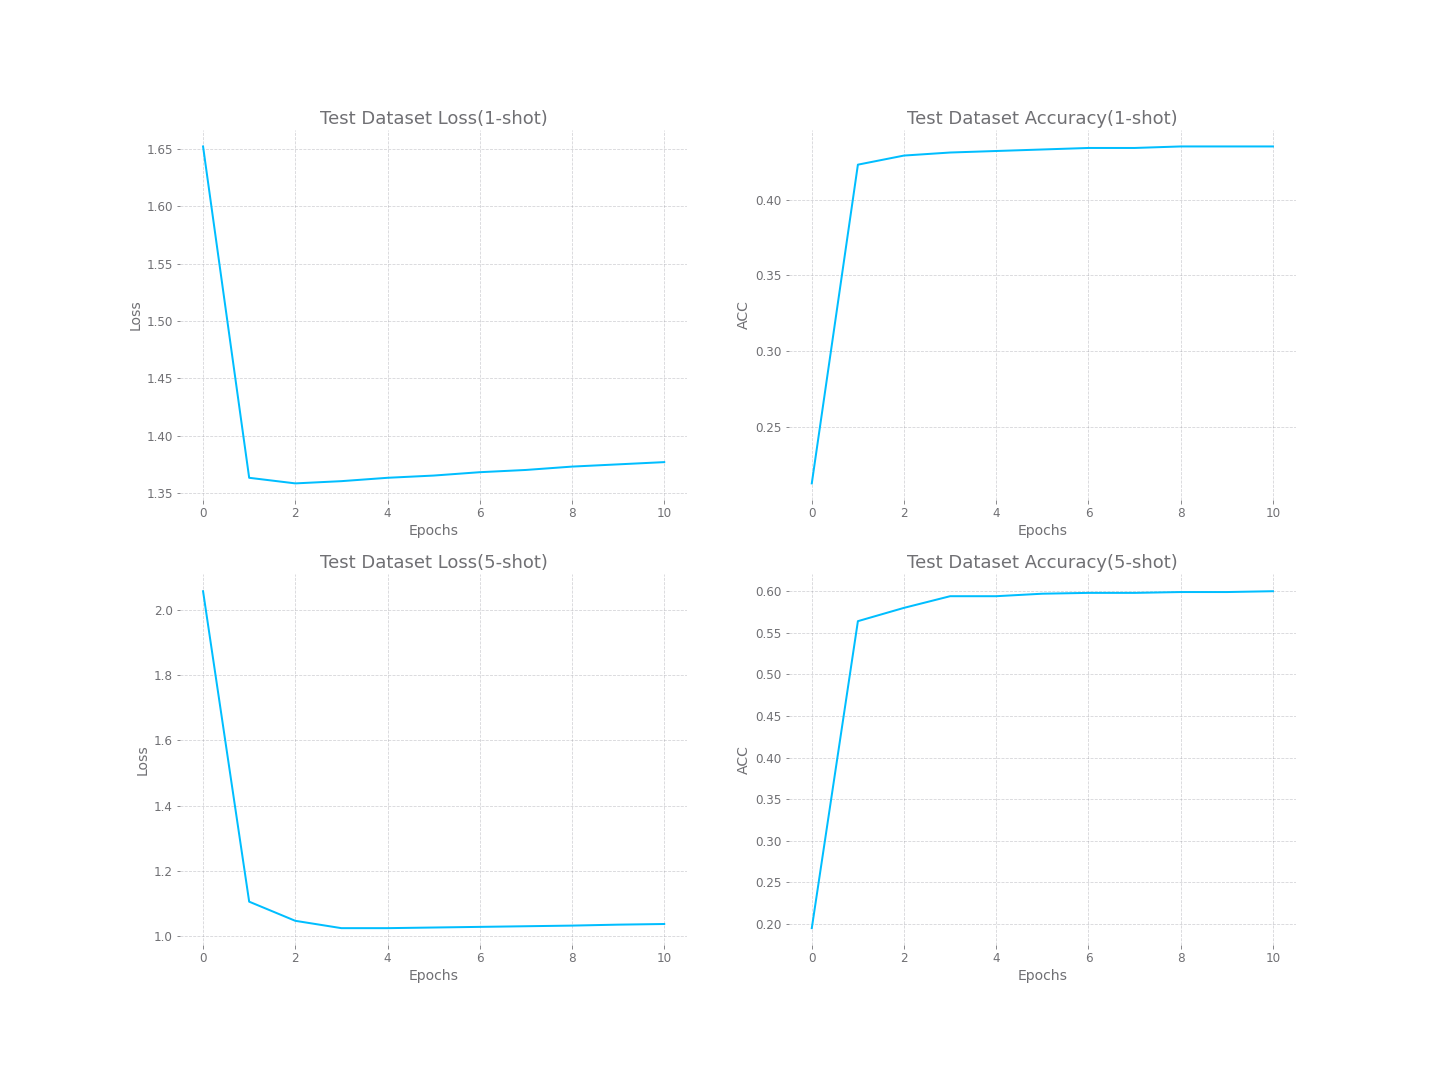 Test Dataset Loss(1-shot)
1.65
1.60
1.55
1.50
1.45
1.40
1.35
Loss
0 2 4 6 8 10
Epochs
Test Dataset Accuracy(1-shot)
0.40
0.35
0.30
0.25
ACC
0 2 4 6 8 10
Epochs
Test Dataset Loss(5-shot)
2.0
1.8
1.6
1.4
1.2
1.0
Loss
0 2 4 6 8 10
Epochs
Test Dataset Accuracy(5-shot)
0.60
0.55
0.50
0.45
0.40
0.35
0.30
0.25
0.20
ACC
0 2 4 6 8 10
Epochs